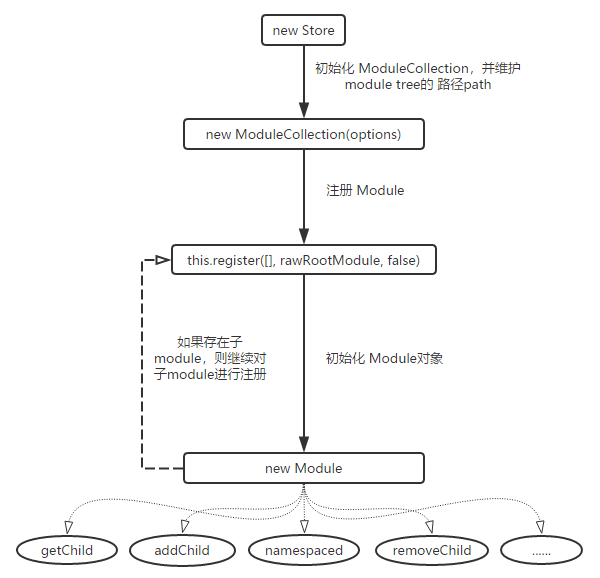 new Store
初始化 ModuleCollection，并维护
module tree的 路径path
new ModuleCollection(options)
注册 Module
this.register([], rawRootModule, false)
如果存在子
module，则继续对
子module进行注册
初始化 Module对象
new Module
getChild
addChild
namespaced
removeChild
......